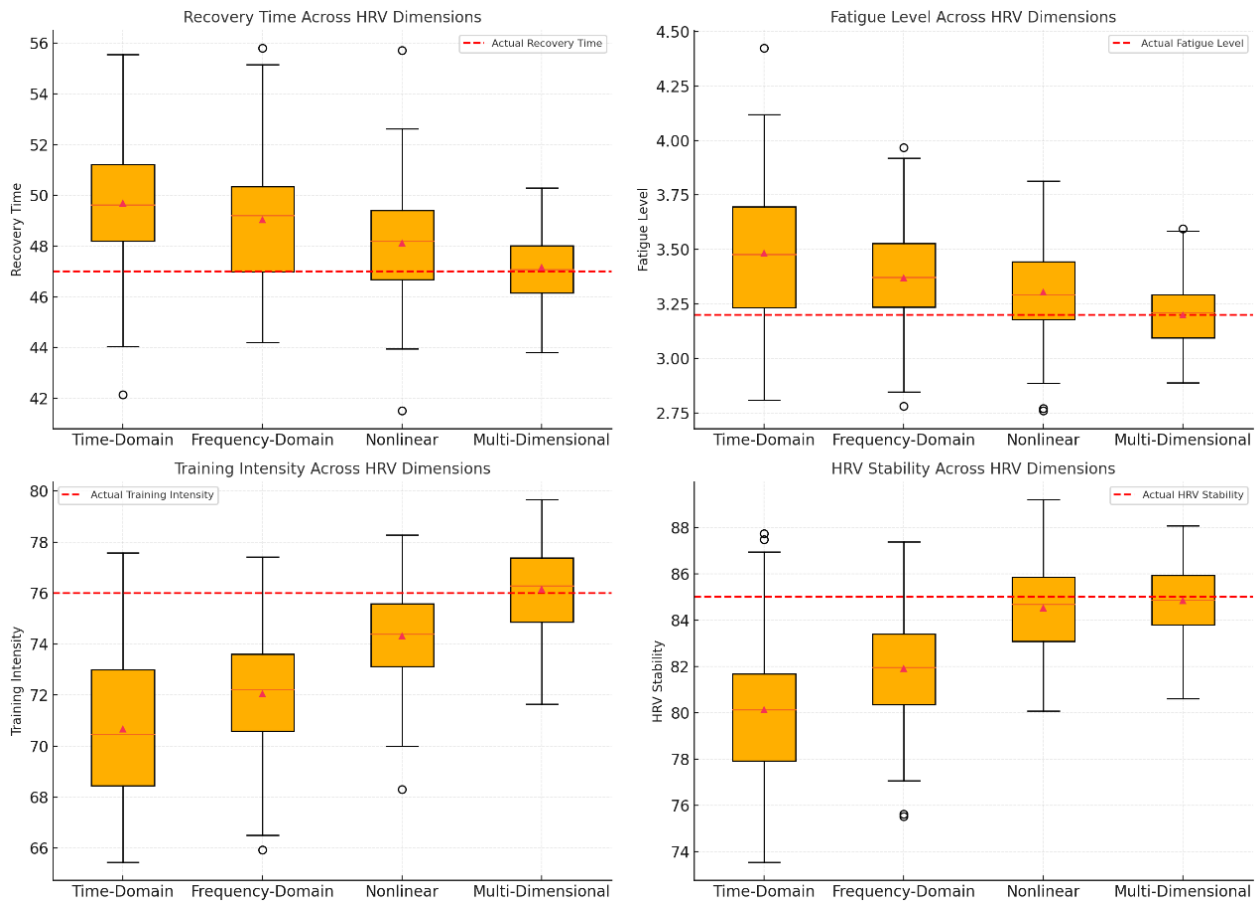 Recovery Time Across HRV Dimensions
Actual Recovery Time
Recovery Time
56
54
52
50
48
46
44
42
Time-Domain Frequency-Domain Nonlinear Multi-Dimensional
Fatigue Level Across HRV Dimensions
Actual Fatigue Level
Fatigue Level
4.50
4.25
4.00
3.75
3.50
3.25
3.00
2.75
Time-Domain Frequency-Domain Nonlinear Multi-Dimensional
Training Intensity Across HRV Dimensions
Actual Training Intensity
Training Intensity
80
78
76
74
72
70
68
66
Time-Domain Frequency-Domain Nonlinear Multi-Dimensional
HRV Stability Across HRV Dimensions
Actual HRV Stability
HRV Stability
88
86
84
82
80
78
76
74
Time-Domain Frequency-Domain Nonlinear Multi-Dimensional